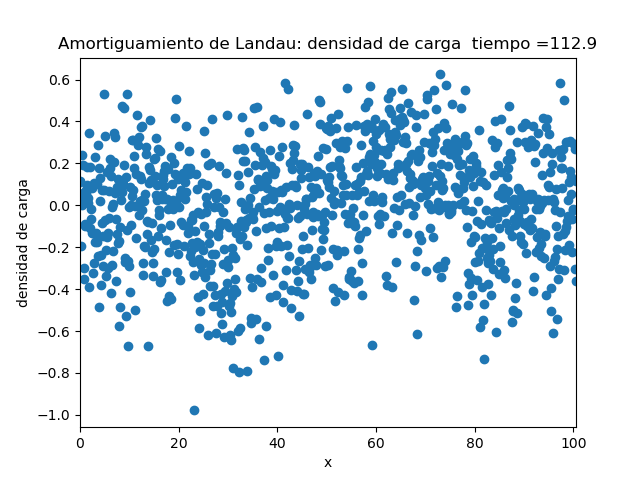 Amortiguamiento de Landau: densidad de carga  tiempo =112.9
densidad de carga
0.6
0.4
0.2
0.0
−0.2
−0.4
−0.6
−0.8
−1.0
0 20 40 60 80 100
x